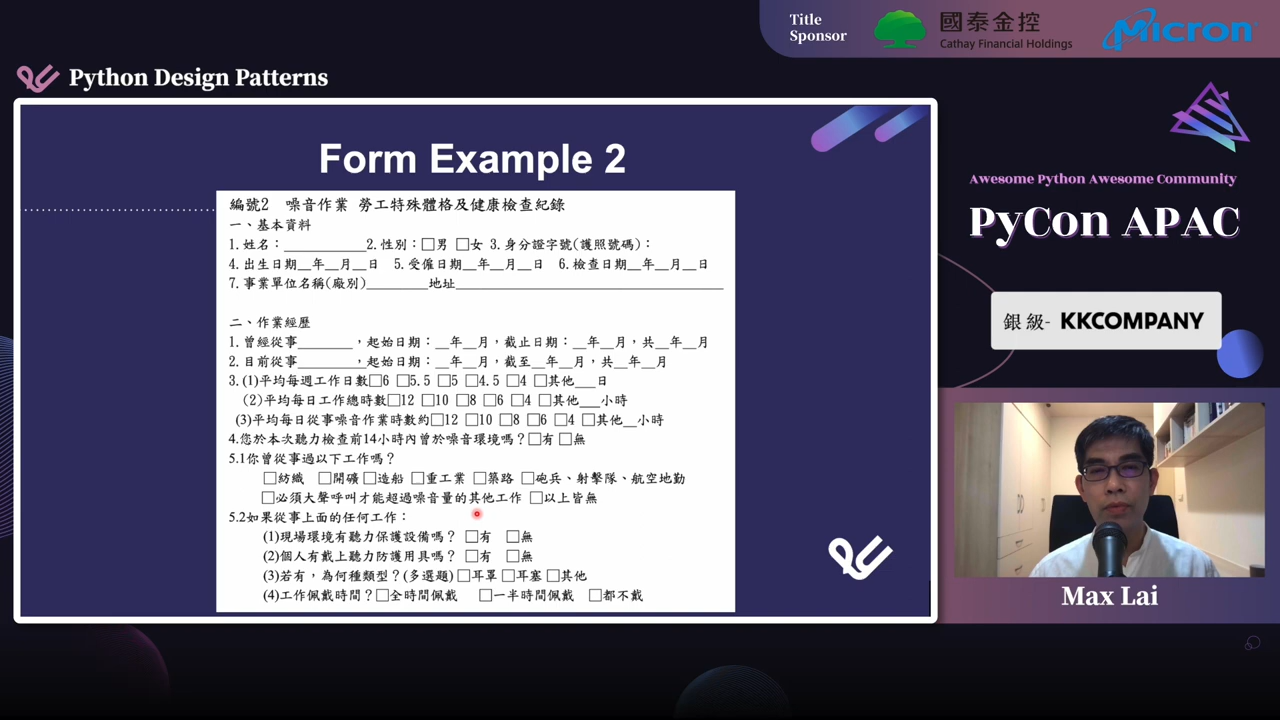 Title
Sponsor
國泰金控
Cathay Financial Holdings
Micron
Python Design Patterns
Form Example 2
編號2 噪音作業 勞工特殊體格及健康檢查紀錄
一、基本資料
1.姓名：__________2.性別：□男 □女 3.身分證字號(護照號碼)：
4.出生日期__年__月__日 5.受僱日期__年__月__日 6.檢查日期__年__月__日
7.事業單位名稱(廠別)________地址________________________________
二、作業經歷
1.曾經從事_______，起始日期：__年__月，截止日期：__年__月，共__年__月
2.目前從事_______，起始日期：__年__月，截至__年__月，共__年__月
3.(1)平均每週工作日數□6 □5.5 □5 □4.5 □4 □其他___日
(2)平均每日工作總時數□12 □10 □8 □6 □4 □其他___小時
(3)平均每日從事噪音作業時數約□12 □10 □8 □6 □4 □其他__小時
4.您於本次聽力檢查前14小時內曾於噪音環境嗎？□有 □無
5.1你曾從事過以下工作嗎？
□紡織 □開礦 □造船 □重工業 □築路 □砲兵、射擊隊、航空地勤
□必須大聲呼叫才能超過噪音量的其他工作 □以上皆無
5.2如果從事上面的任何工作：
(1)現場環境有聽力保護設備嗎？ □有 □無
(2)個人有戴上聽力防護用具嗎？ □有 □無
(3)若有，為何種類型？(多選題)□耳罩 □耳塞 □其他
(4)工作佩戴時間？□全時間佩戴 □一半時間佩戴 □都不戴
Awesome Python Awesome Community
PyCon APAC
銀級- KKCOMPANY
Max Lai